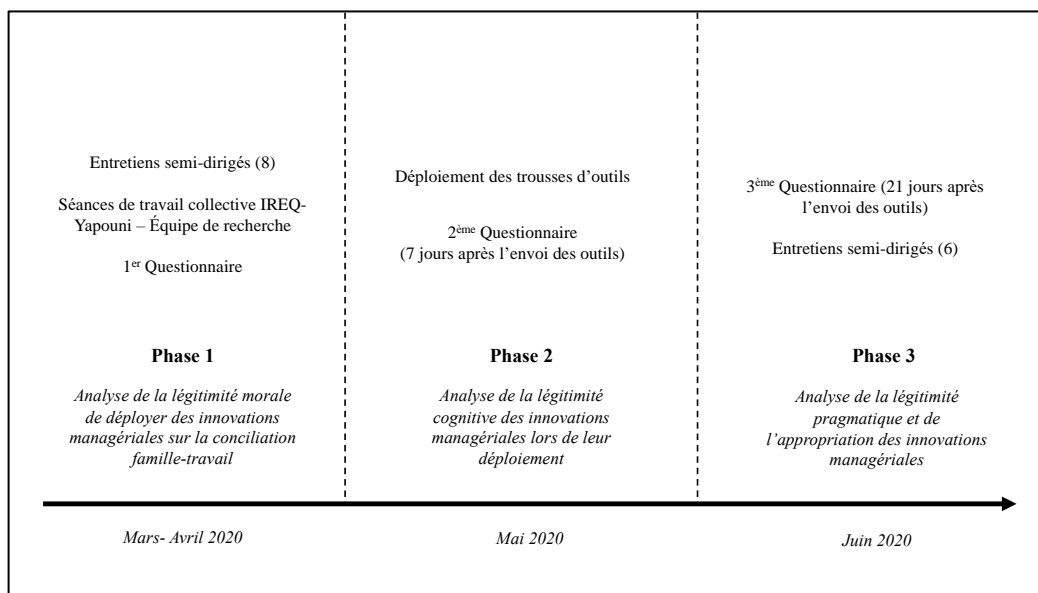 Entretiens semi-dirigés (8)
Séances de travail collective IREQ-
Yapouni – Équipe de recherche
1er Questionnaire
Phase 1
Analyse de la légitimité morale
de déployer des innovations
managériales sur la conciliation
famille-travail
Mars- Avril 2020
Déploiement des trousses d’outils
2ème Questionnaire
(7 jours après l’envoi des outils)
Phase 2
Analyse de la légitimité
cognitive des innovations
managériales lors de leur
déploiement
Mai 2020
3ème Questionnaire (21 jours après
l’envoi des outils)
Entretiens semi-dirigés (6)
Phase 3
Analyse de la légitimité
pragmatique et de
l’appropriation des innovations
managériales
Juin 2020